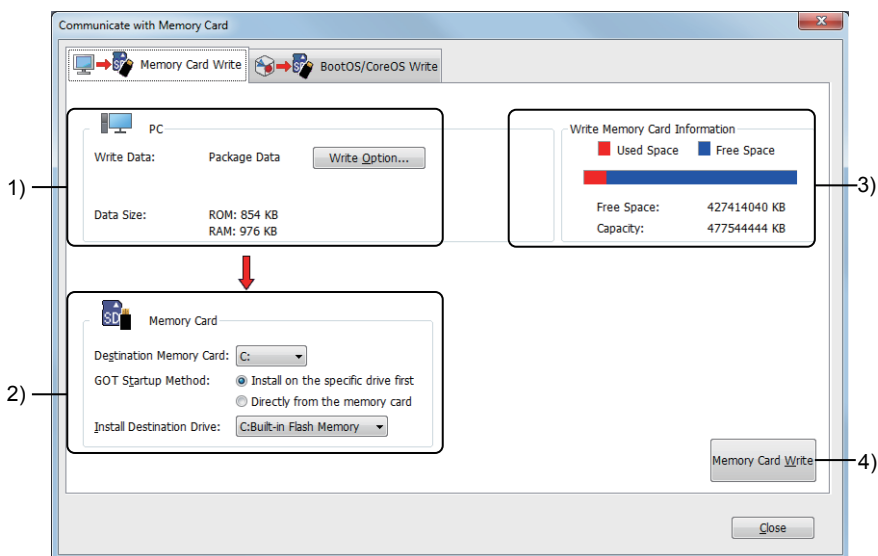 Communicate with Memory Card
x
Memory Card Write
BootOS/CoreOS Write
PC
Write Data: Package Data Write Option...
Data Size: ROM: 854 KB
RAM: 976 KB
1)
Write Memory Card Information
Used Space Free Space
Free Space: 427414040 KB
Capacity: 477544444 KB
3)
SD
Memory Card
Destination Memory Card: C:
GOT Startup Method: Install on the specific drive first
Directly from the memory card
Install Destination Drive: C:Built-in Flash Memory
2)
Memory Card Write
4)
Close